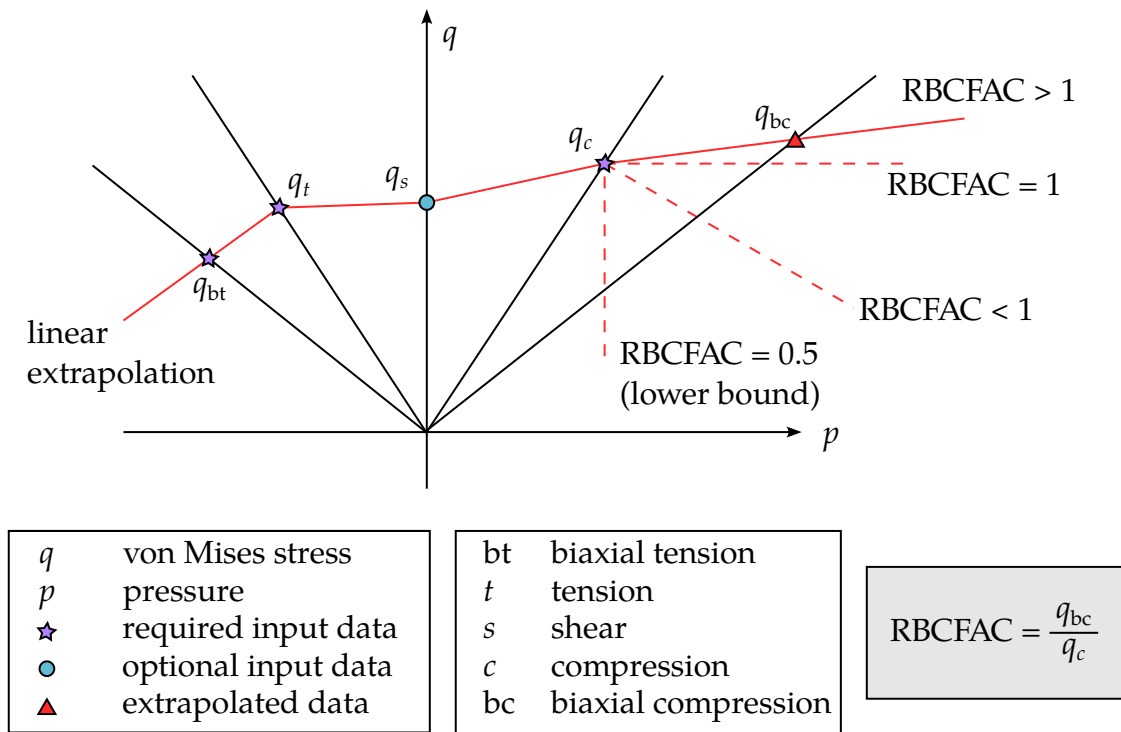 q
RBCFAC > 1
q_bc
q_c
q_t
q_s
RBCFAC = 1
q_bt
RBCFAC < 1
linear
extrapolation
RBCFAC = 0.5
(lower bound)
p
q von Mises stress
p pressure
required input data
optional input data
extrapolated data
bt biaxial tension
t tension
s shear
c compression
bc biaxial compression
RBCFAC = q_bc / q_c